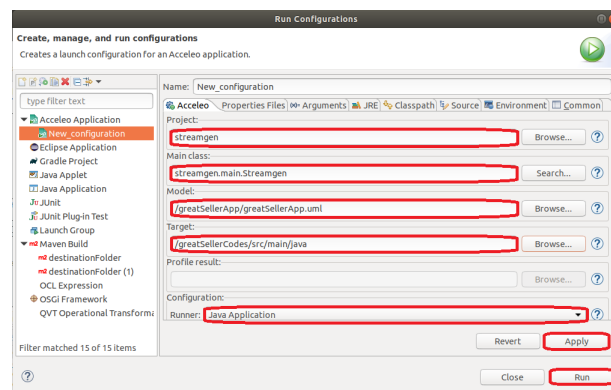 Run Configurations
Create, manage, and run configurations
Creates a launch configuration for an Acceleo application.
type filter text
Acceleo Application
New_configuration
Eclipse Application
Gradle Project
Java Applet
Java Application
JUnit
JUnit Plug-in Test
Launch Group
Maven Build
destinationFolder
destinationFolder (1)
OCL Expression
OSGi Framework
QVT Operational Transforma
Filter matched 15 of 15 items
Name: New_configuration
Acceleo Properties Files Arguments JRE Classpath Source Environment Common
Project:
streamgen Browse...
Main class:
streamgen.main.Streamgen Search...
Model:
/greatSellerApp/greatSellerApp.uml Browse...
Target:
/greatSellerCodes/src/main/java Browse...
Profile result:
Browse...
Configuration:
Runner: Java Application
Revert Apply
Close Run